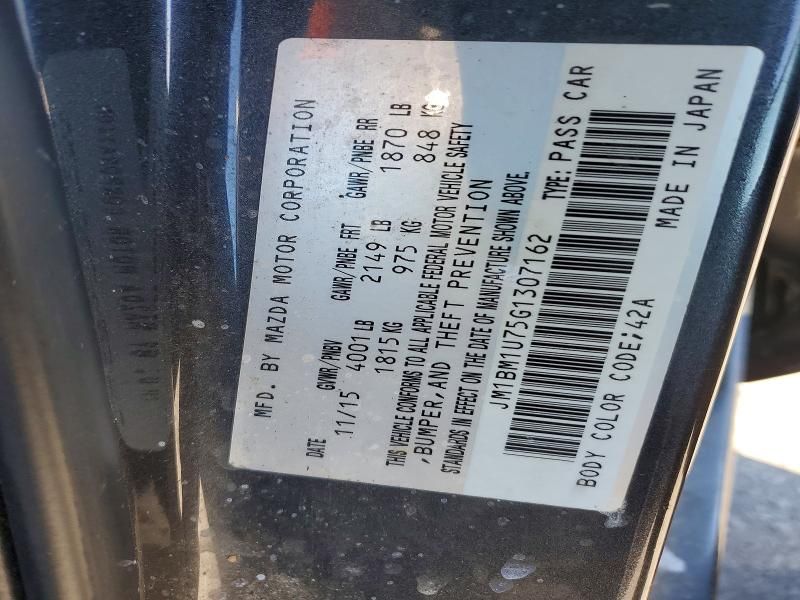 MFD. BY MAZDA MOTOR CORPORATION
DATE GVWR/PNBV GAWR/PNBE FRT GAWR/PNBE RR
11/15 4001 LB 2149 LB 1870 LB
1815 KG 975 KG 848 KG
THIS VEHICLE CONFORMS TO ALL APPLICABLE FEDERAL MOTOR VEHICLE SAFETY
,BUMPER,AND THEFT PREVENTION
STANDARDS IN EFFECT ON THE DATE OF MANUFACTURE SHOWN ABOVE.
JM1BM1U75G1307162 TYPE: PASS CAR
BODY COLOR CODE;42A MADE IN JAPAN